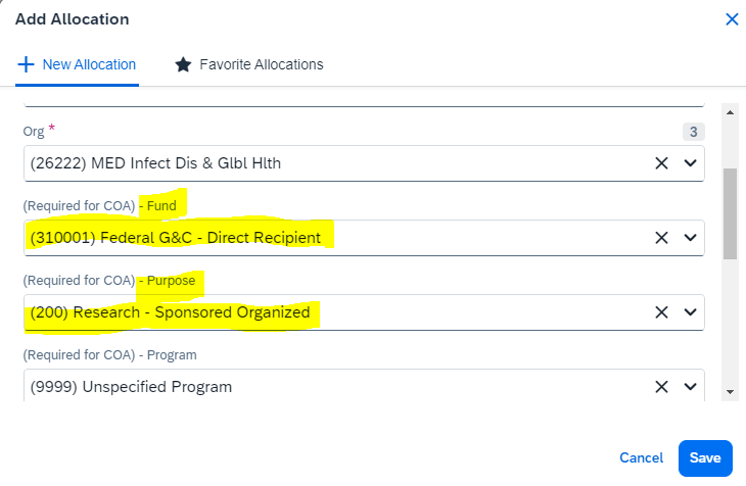 Add Allocation
New Allocation
Favorite Allocations
Org *
3
(26222) MED Infect Dis & Glbl Hlth
(Required for COA) - Fund
(310001) Federal G&C - Direct Recipient
(Required for COA) - Purpose
(200) Research - Sponsored Organized
(Required for COA) - Program
(9999) Unspecified Program
Cancel
Save